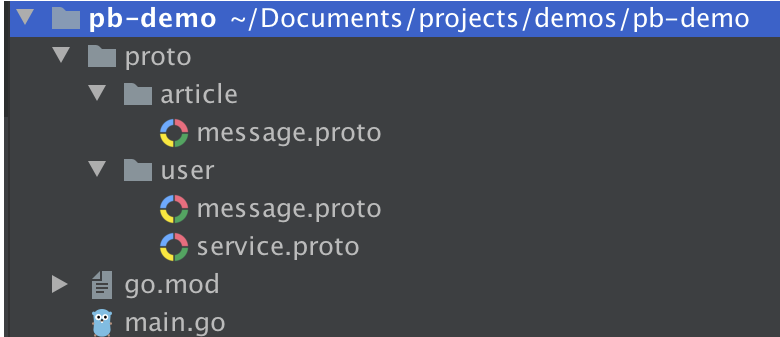 pb-demo ~/Documents/projects/demos/pb-demo
proto
article
message.proto
user
message.proto
service.proto
go.mod
main.go